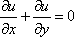 ∂u/∂x + ∂u/∂y = 0